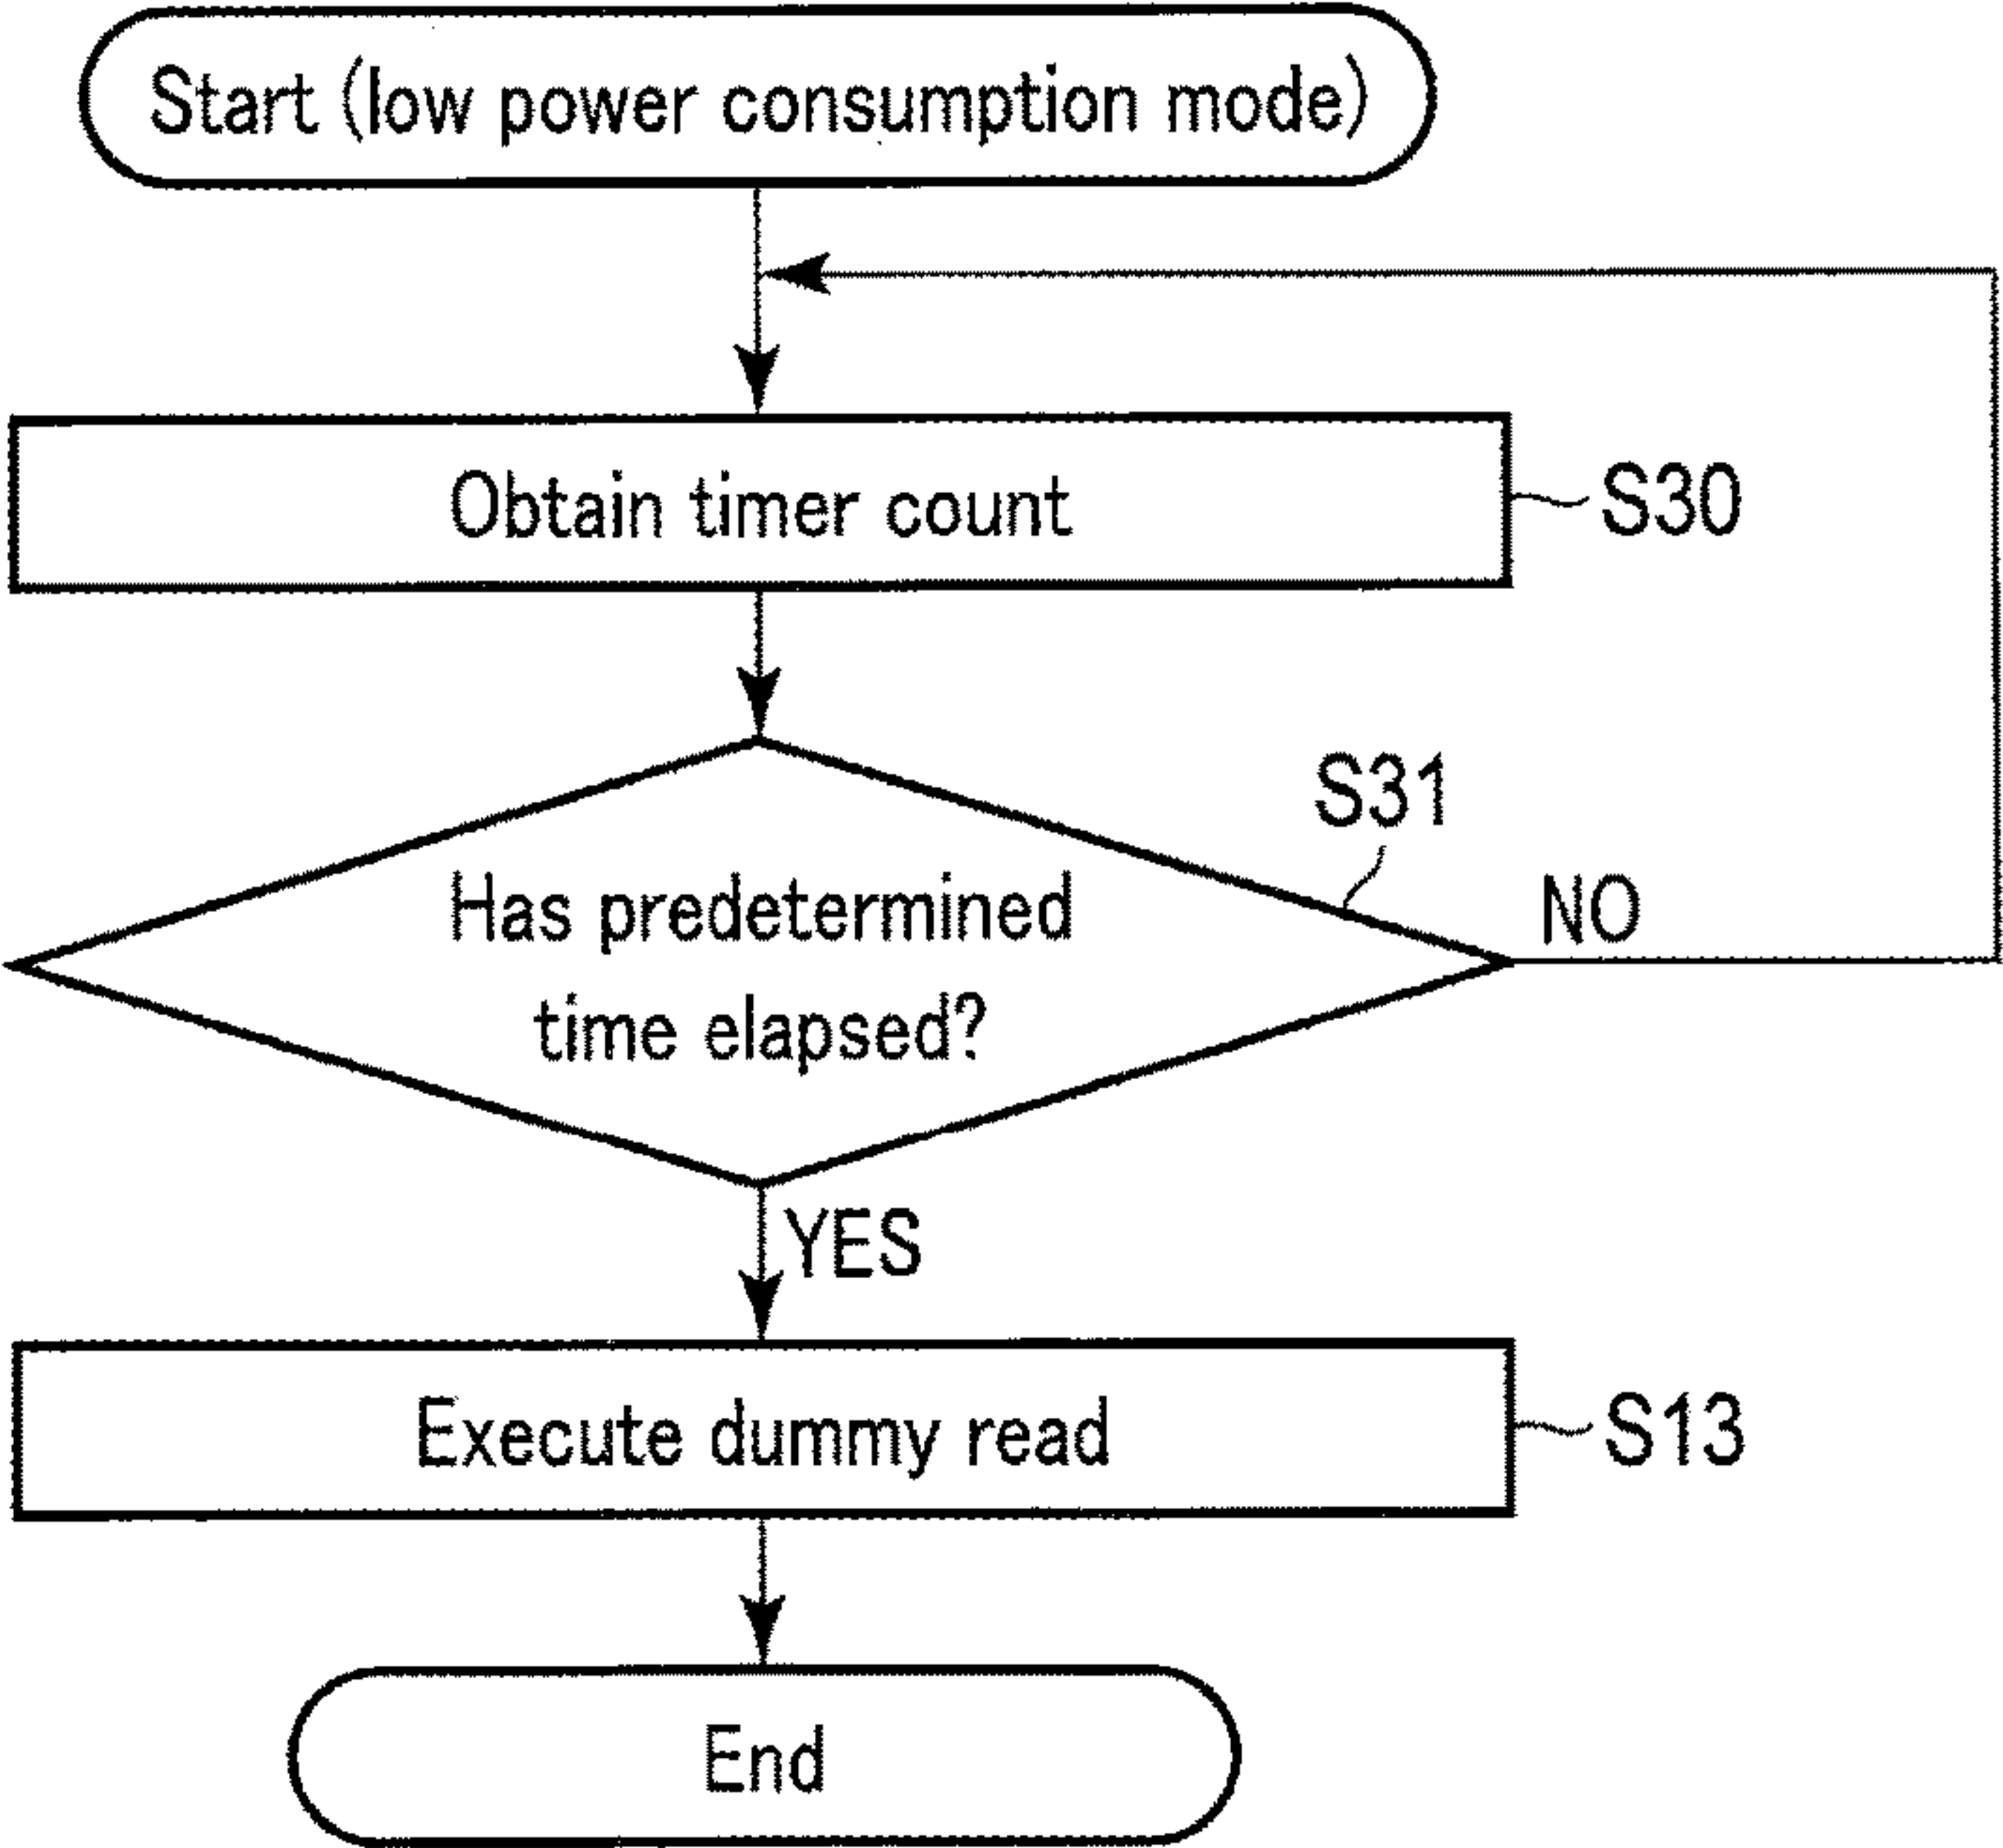 Start (low power consumption mode)
Obtain timer count
S30
S31
Has predetermined
time elapsed?
NO
YES
Execute dummy read
S13
End